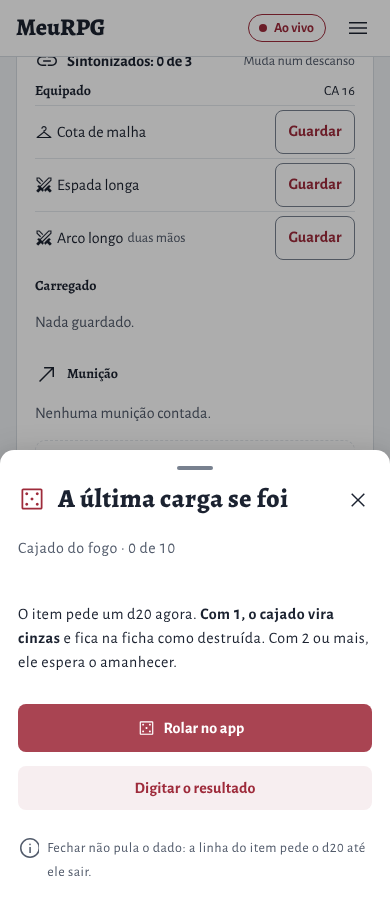 MeuRPG
Ao vivo
Sintonizados: 0 de 3
Muda num descanso
Equipado
CA 16
Cota de malha
Guardar
Espada longa
Guardar
Arco longo duas mãos
Guardar
Carregado
Nada guardado.
Munição
Nenhuma munição contada.
A última carga se foi
Cajado do fogo · 0 de 10
O item pede um d20 agora. Com 1, o cajado vira
cinzas e fica na ficha como destruída. Com 2 ou mais,
ele espera o amanhecer.
Rolar no app
Digitar o resultado
Fechar não pula o dado: a linha do item pede o d20 até
ele sair.